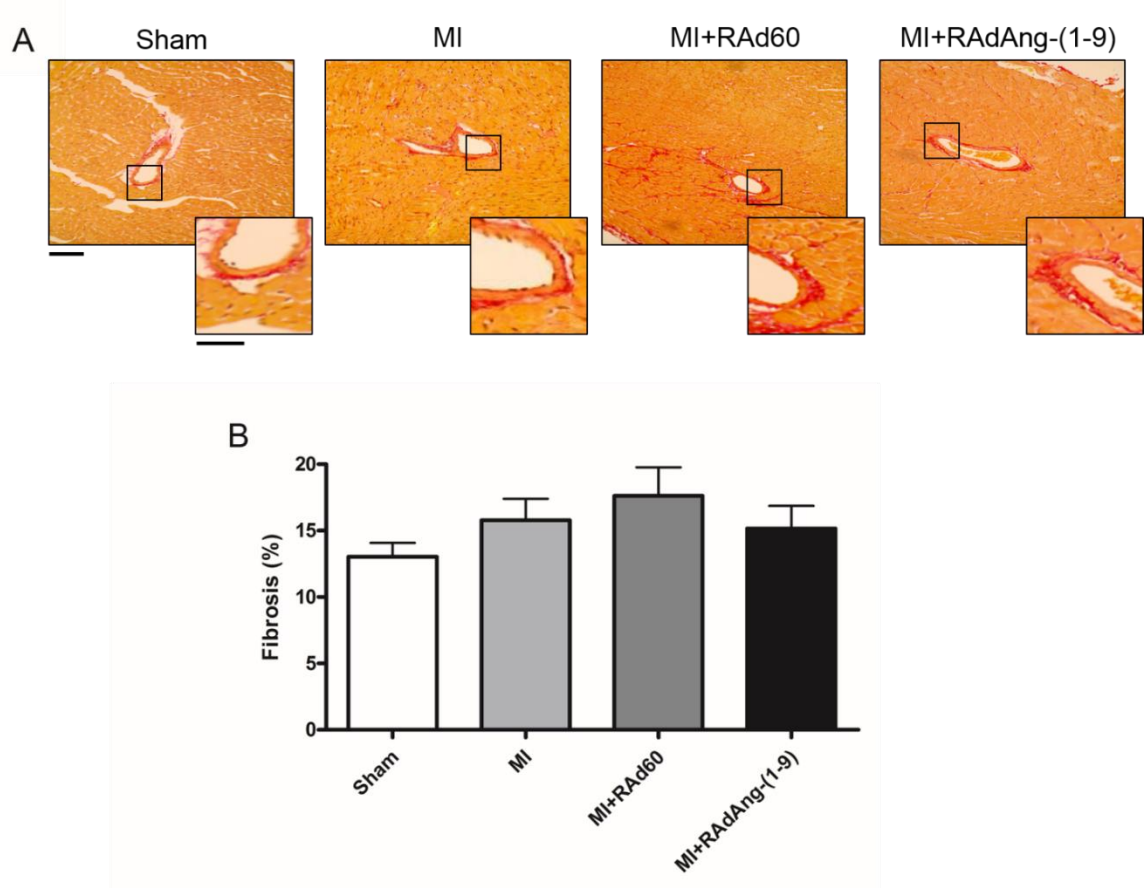 A
Sham
MI
MI+RAd60
MI+RAdAng-(1-9)
B
Fibrosis (%)
20
15
10
5
0
Sham
MI
MI+RAd60
MI+RAdAng-(1-9)